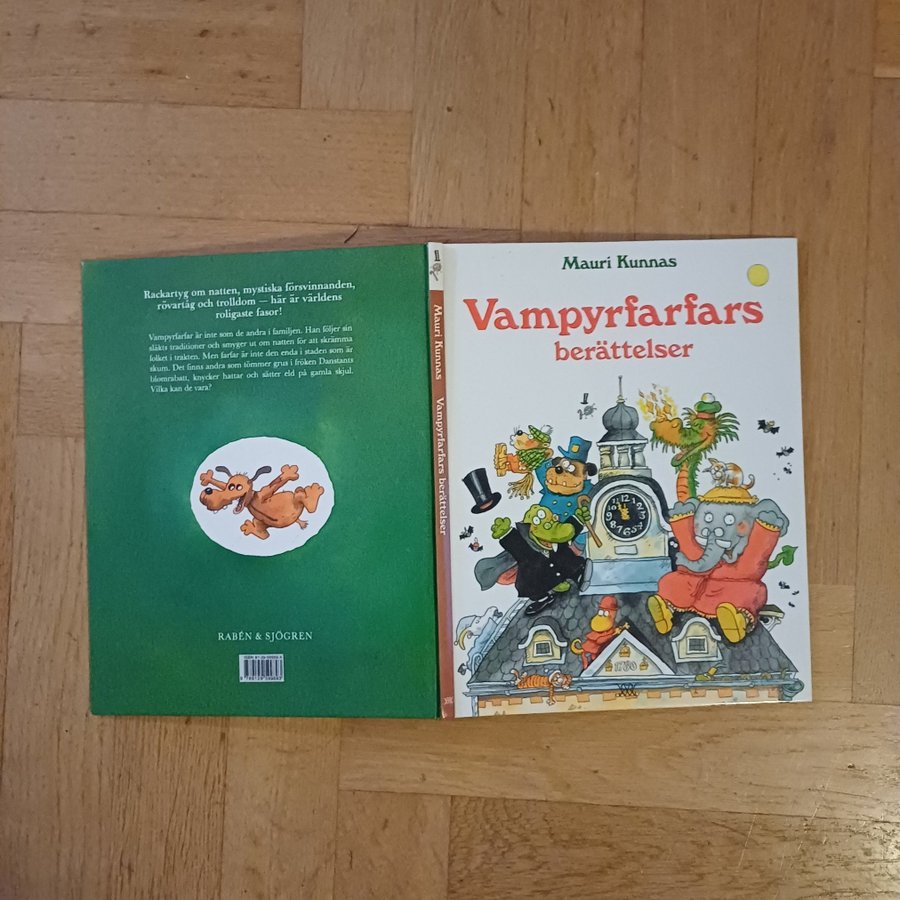 Rackartyg om natten, mystiska försvinnanden,
rövartåg och trolldom — här är världens
roligaste fasor!
Vampyrfarfar är inte som de andra i familjen. Han följer sin
släkts traditioner och smyger ut om natten för att skrämma
folket i trakten. Men farfar är inte den enda i staden som är
skum. Det finns andra som tömmer grus i fröken Danstants
blomrabatt, knycker hattar och sätter eld på gamla skjul.
Vilka kan de vara?
RABÉN & SJÖGREN
Mauri Kunnas Vampyrfarfars berättelser
Mauri Kunnas
Vampyrfarfars
berättelser